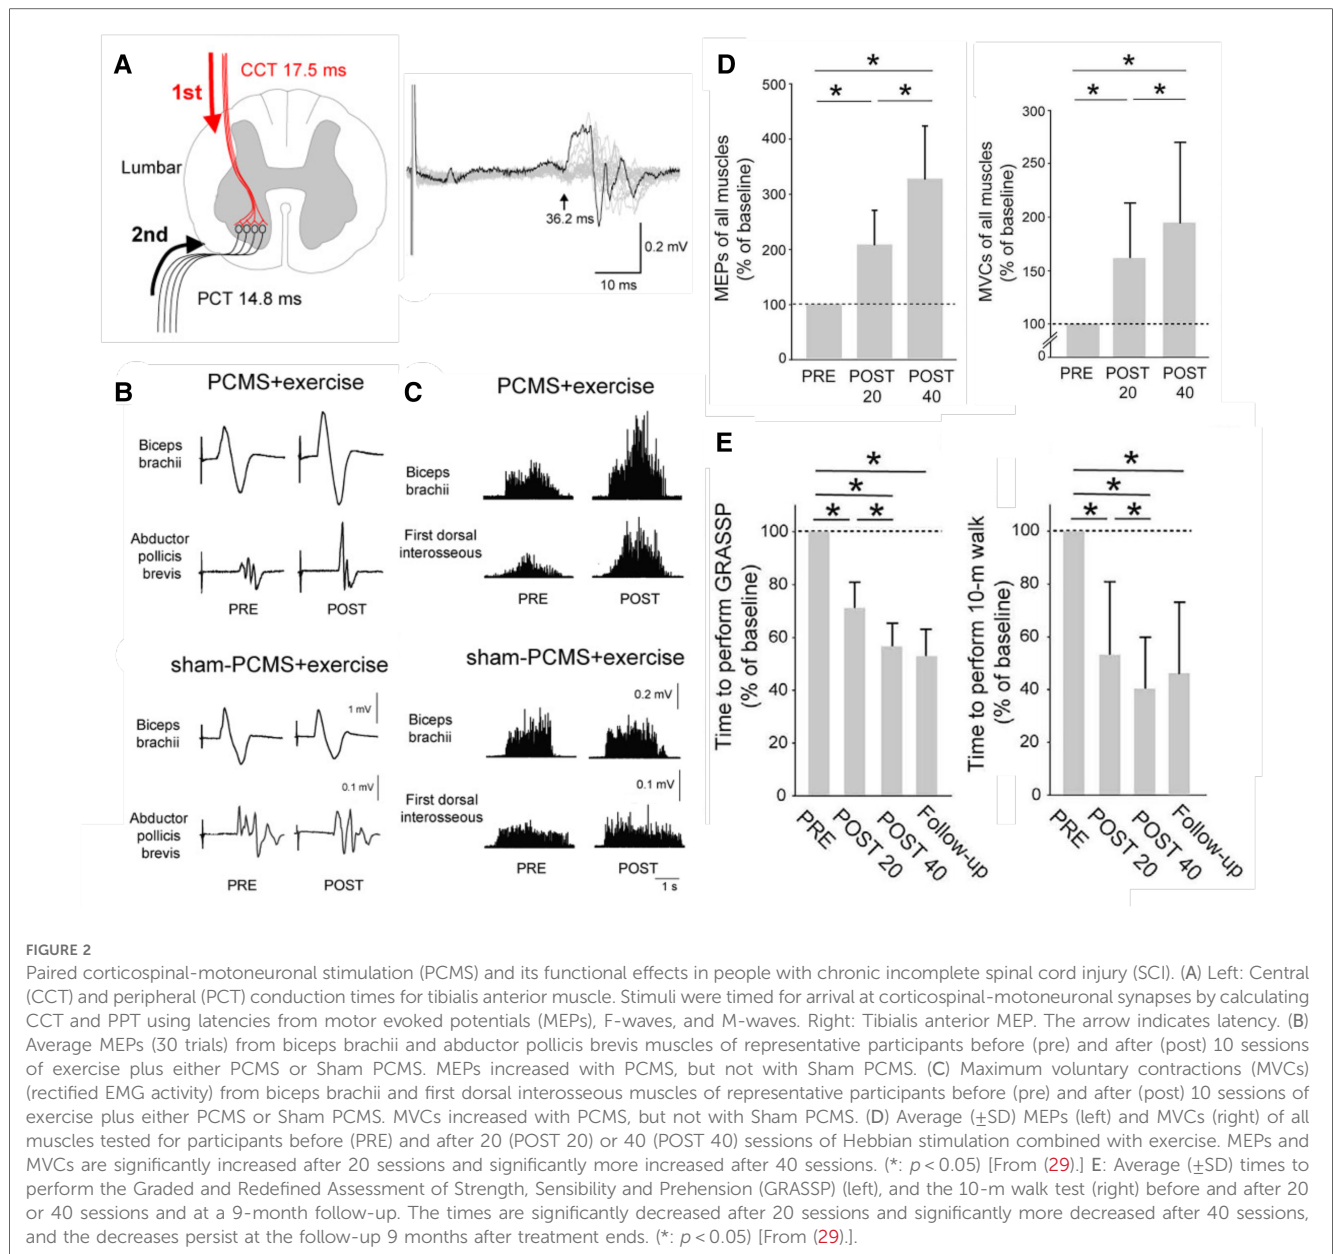 A
CCT 17.5 ms
1st
Lumbar
2nd
PCT 14.8 ms
36.2 ms
0.2 mV
10 ms
D
MEPs of all muscles
(% of baseline)
500
400
300
200
100
0
PRE
POST
20
POST
40
*
*
*
MVCs of all muscles
(% of baseline)
300
250
200
150
100
0
PRE
POST
20
POST
40
*
*
*
B
PCMS+exercise
Biceps
brachii
Abductor
pollicis
brevis
PRE
POST
sham-PCMS+exercise
Biceps
brachii
1 mV
0.1 mV
Abductor
pollicis
brevis
PRE
POST
C
PCMS+exercise
Biceps
brachii
First dorsal
interosseous
PRE
POST
sham-PCMS+exercise
0.2 mV
Biceps
brachii
0.1 mV
First dorsal
interosseous
PRE
POST
1 s
E
Time to perform GRASSP
(% of baseline)
100
80
60
40
20
0
PRE
POST 20
POST 40
Follow-up
*
*
*
*
Time to perform 10-m walk
(% of baseline)
100
80
60
40
20
0
PRE
POST 20
POST 40
Follow-up
*
*
*
*
FIGURE 2
Paired corticospinal-motoneuronal stimulation (PCMS) and its functional effects in people with chronic incomplete spinal cord injury (SCI). (A) Left: Central
(CCT) and peripheral (PCT) conduction times for tibialis anterior muscle. Stimuli were timed for arrival at corticospinal-motoneuronal synapses by calculating
CCT and PPT using latencies from motor evoked potentials (MEPs), F-waves, and M-waves. Right: Tibialis anterior MEP. The arrow indicates latency. (B)
Average MEPs (30 trials) from biceps brachii and abductor pollicis brevis muscles of representative participants before (pre) and after (post) 10 sessions
of exercise plus either PCMS or Sham PCMS. MEPs increased with PCMS, but not with Sham PCMS. (C) Maximum voluntary contractions (MVCs)
(rectified EMG activity) from biceps brachii and first dorsal interosseous muscles of representative participants before (pre) and after (post) 10 sessions of
exercise plus either PCMS or Sham PCMS. MVCs increased with PCMS, but not with Sham PCMS. (D) Average (±SD) MEPs (left) and MVCs (right) of all
muscles tested for participants before (PRE) and after 20 (POST 20) or 40 (POST 40) sessions of Hebbian stimulation combined with exercise. MEPs and
MVCs are significantly increased after 20 sessions and significantly more increased after 40 sessions. (*: p < 0.05) [From (29).] E: Average (±SD) times to
perform the Graded and Redefined Assessment of Strength, Sensibility and Prehension (GRASSP) (left), and the 10-m walk test (right) before and after 20
or 40 sessions and at a 9-month follow-up. The times are significantly decreased after 20 sessions and significantly more decreased after 40 sessions,
and the decreases persist at the follow-up 9 months after treatment ends. (*: p < 0.05) [From (29).].